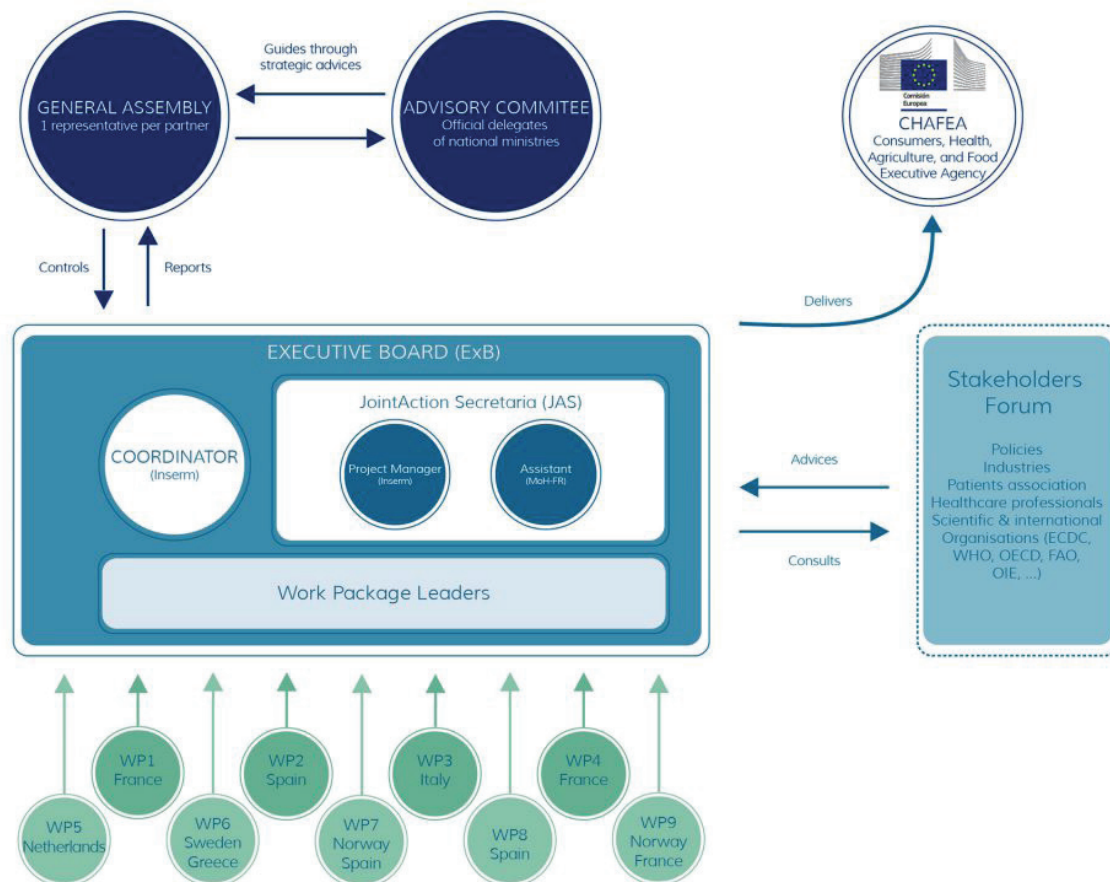 Guides through
strategic advices
GENERAL ASSEMBLY
1 representative per partner
ADVISORY COMMITEE
Official delegates
of national ministries
Comisión
Europea
CHAFEA
Consumers, Health,
Agriculture, and Food
Executive Agency
Controls
Reports
Delivers
EXECUTIVE BOARD (ExB)
JointAction Secretaria (JAS)
COORDINATOR
(Inserm)
Project Manager
(Inserm)
Assistant
(MoH-FR)
Work Package Leaders
Advices
Consults
Stakeholders
Forum
Policies
Industries
Patients association
Healthcare professionals
Scientific & international
Organisations (ECDC,
WHO, OECD, FAO,
OIE, ...)
WP1
France
WP2
Spain
WP3
Italy
WP4
France
WP5
Netherlands
WP6
Sweden
Greece
WP7
Norway
Spain
WP8
Spain
WP9
Norway
France